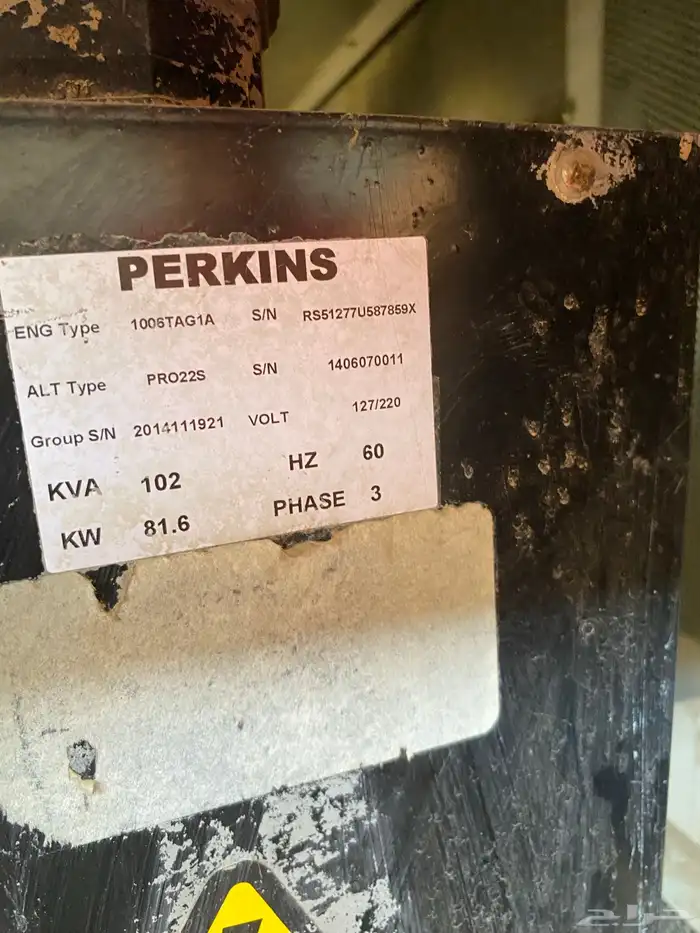 PERKINS
ENG Type 1006TAG1A S/N RS51277U587859X
ALT Type PRO22S S/N 1406070011
Group S/N 2014111921 VOLT 127/220
KVA 102 HZ 60
KW 81.6 PHASE 3
حراج